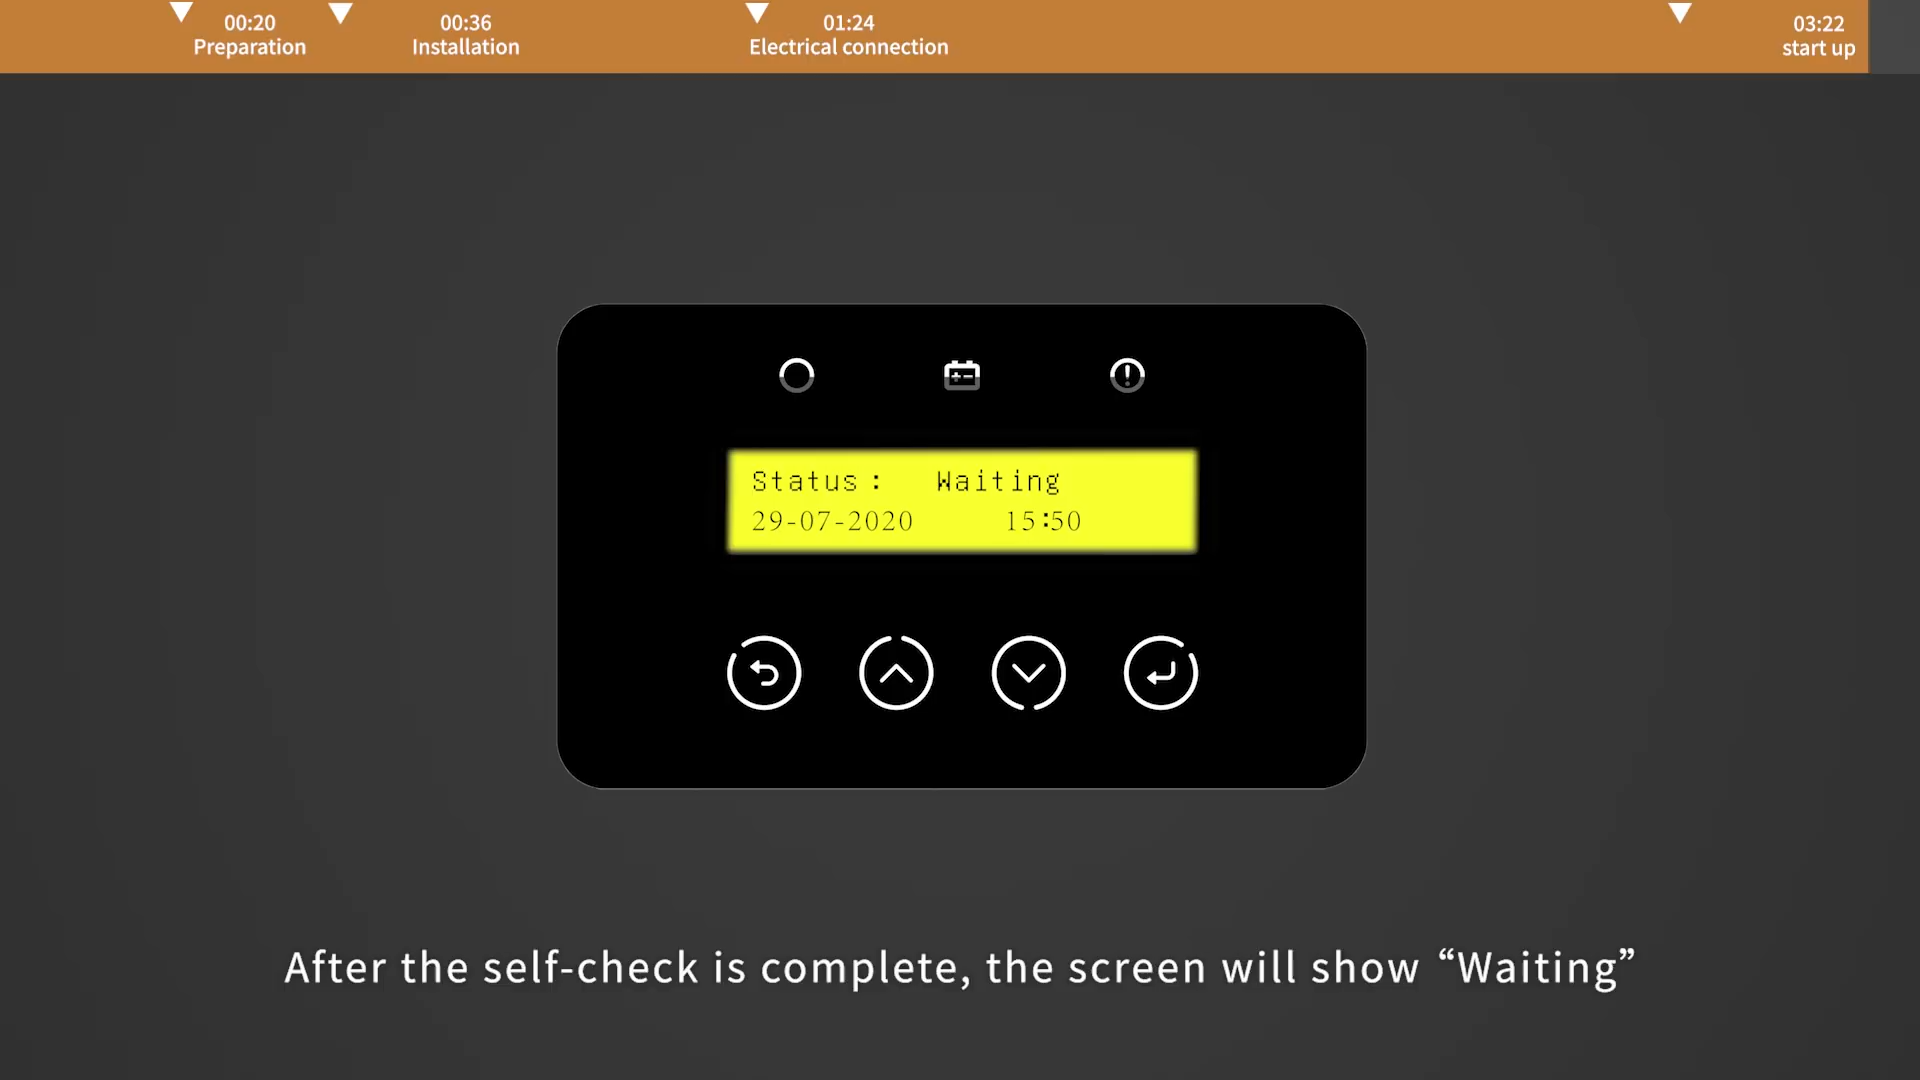 00:20
Preparation
00:36
Installation
01:24
Electrical connection
03:22
start up
Status: Waiting
29-07-2020 15:50
After the self-check is complete, the screen will show “Waiting”